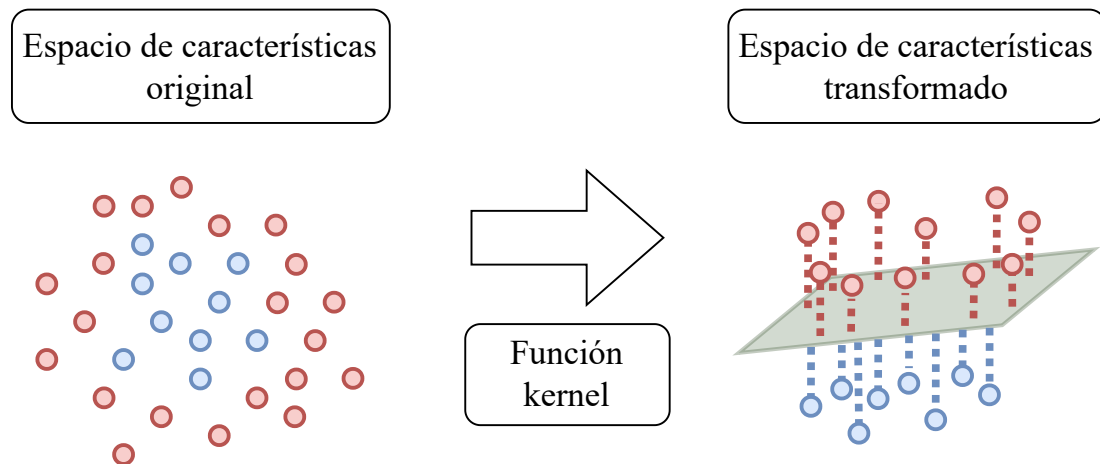 Espacio de características
original
Espacio de características
transformado
Función
kernel